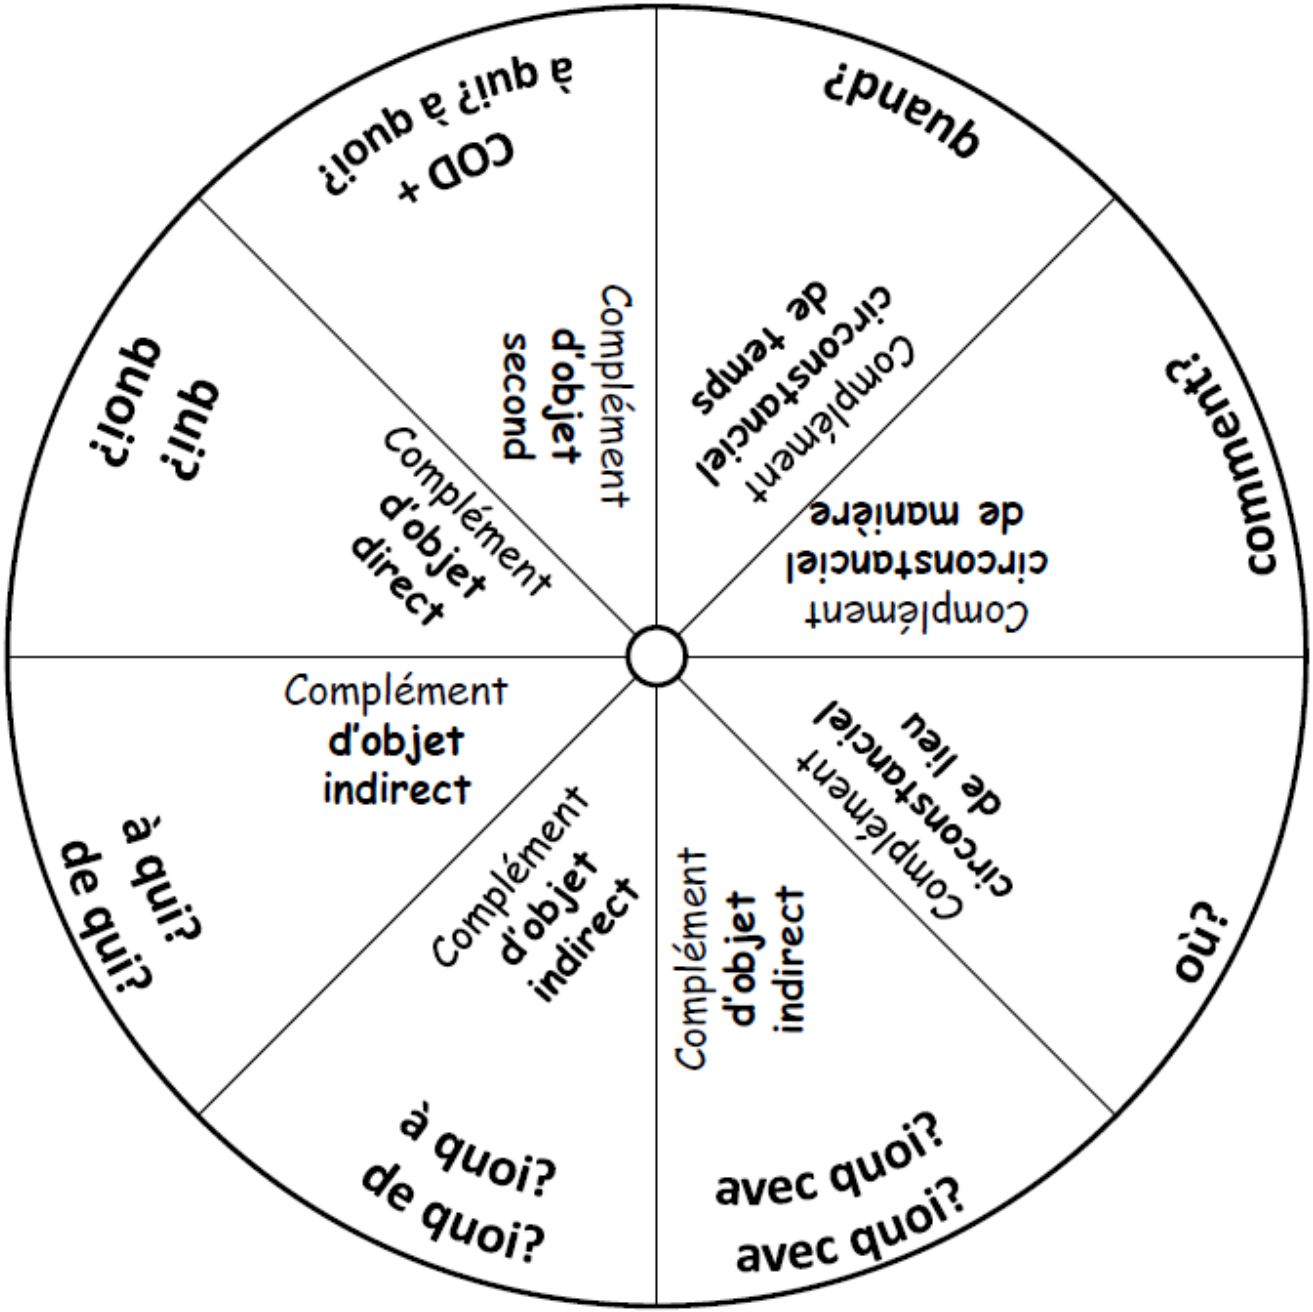 quand?
Complément
circonstanciel
de temps
comment?
Complément
circonstanciel
de manière
où?
Complément
circonstanciel
de lieu
Complément
d'objet
indirect
avec quoi?
avec quoi?
Complément
d'objet
indirect
à quoi?
de quoi?
Complément
d'objet
indirect
à qui?
de qui?
Complément
d'objet
direct
qui?
quoi?
Complément
d'objet
second
COD +
à qui? à quoi?